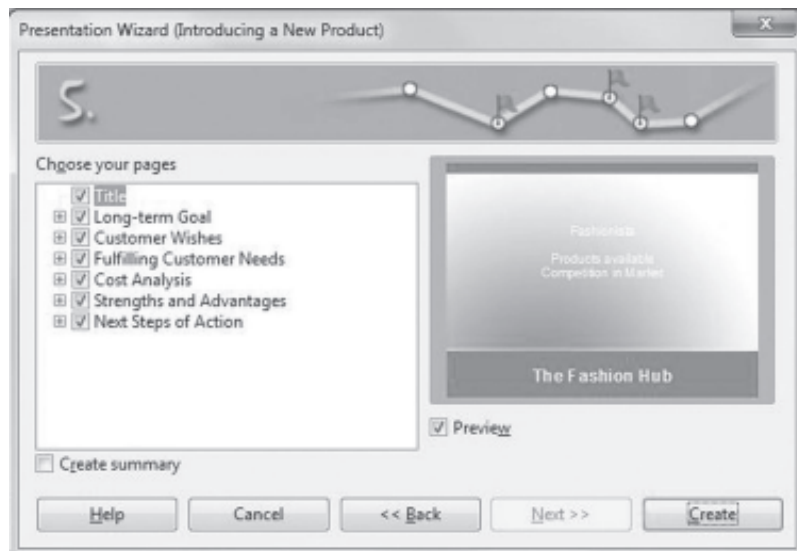 Presentation Wizard (Introducing a New Product)
S.
Choose your pages
Title
Long-term Goal
Customer Wishes
Fulfilling Customer Needs
Cost Analysis
Strengths and Advantages
Next Steps of Action
Fashionists
Products available
Competition in Market
The Fashion Hub
Preview
Create summary
Help
Cancel
<< Back
Next >>
Create